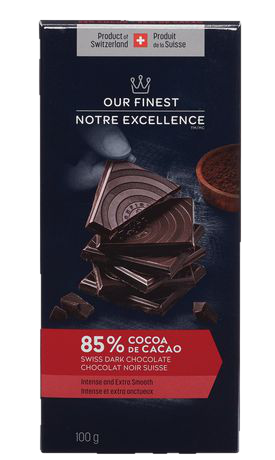 Product of Produit
Switzerland de la Suisse
OUR FINEST
NOTRE EXCELLENCE
TM/MC
85% COCOA
DE CACAO
SWISS DARK CHOCOLATE
CHOCOLAT NOIR SUISSE
Intense and Extra Smooth
Intense et extra onctueux
100 g